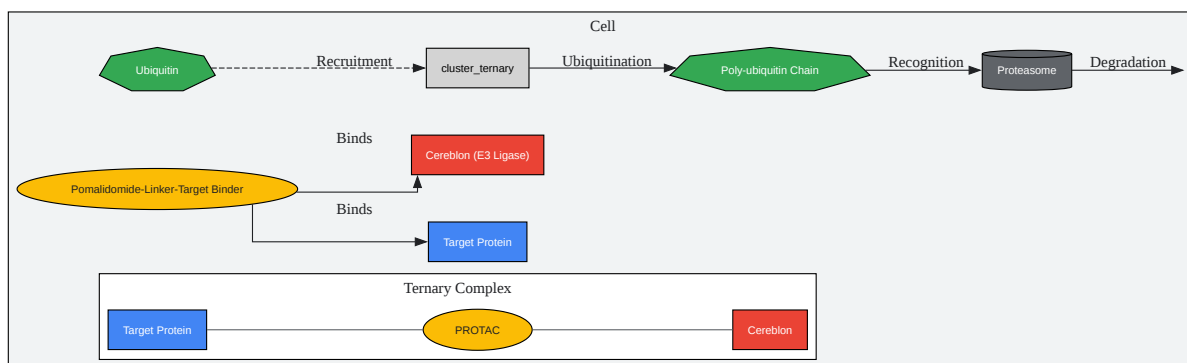 Cell
Ubiquitin
Recruitment
cluster_ternary
Ubiquitination
Poly-ubiquitin Chain
Recognition
Proteasome
Degradation
Binds
Cereblon (E3 Ligase)
Pomalidomide-Linker-Target Binder
Binds
Target Protein
Ternary Complex
Target Protein
PROTAC
Cereblon